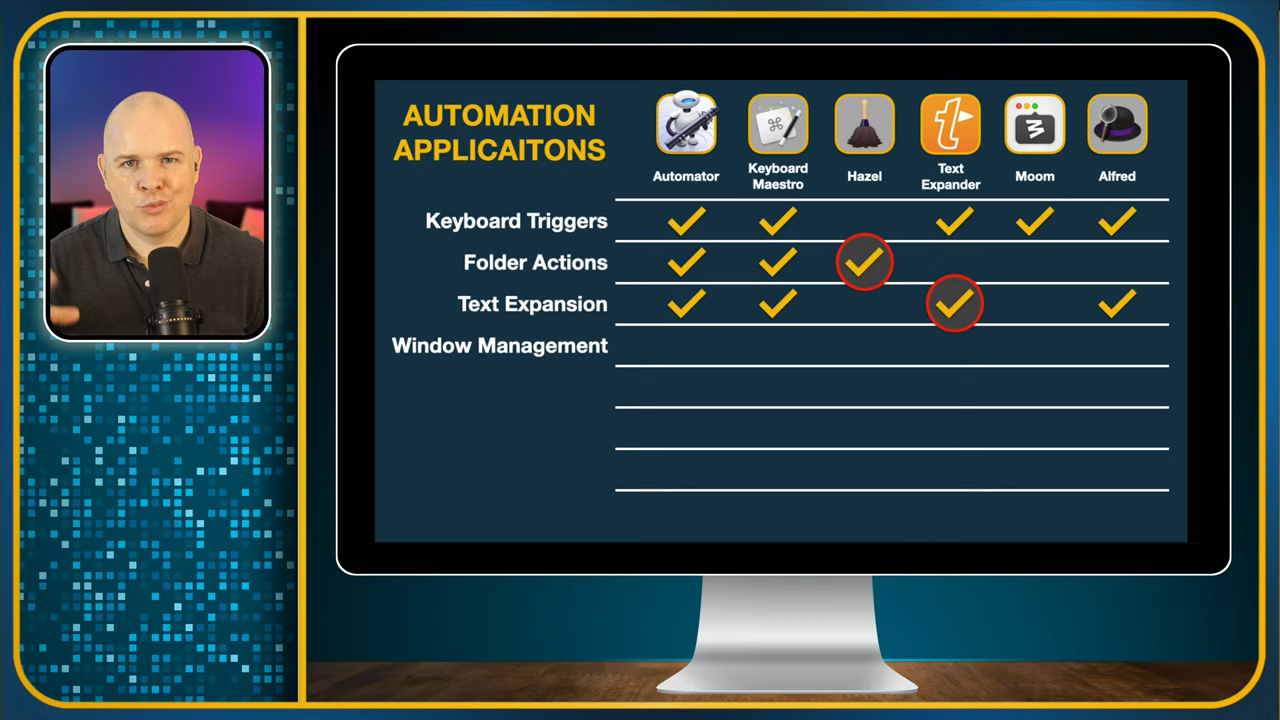 AUTOMATION
APPLICAITONS
Automator
Keyboard
Maestro
Hazel
Text
Expander
Moom
Alfred
Keyboard Triggers
Folder Actions
Text Expansion
Window Management